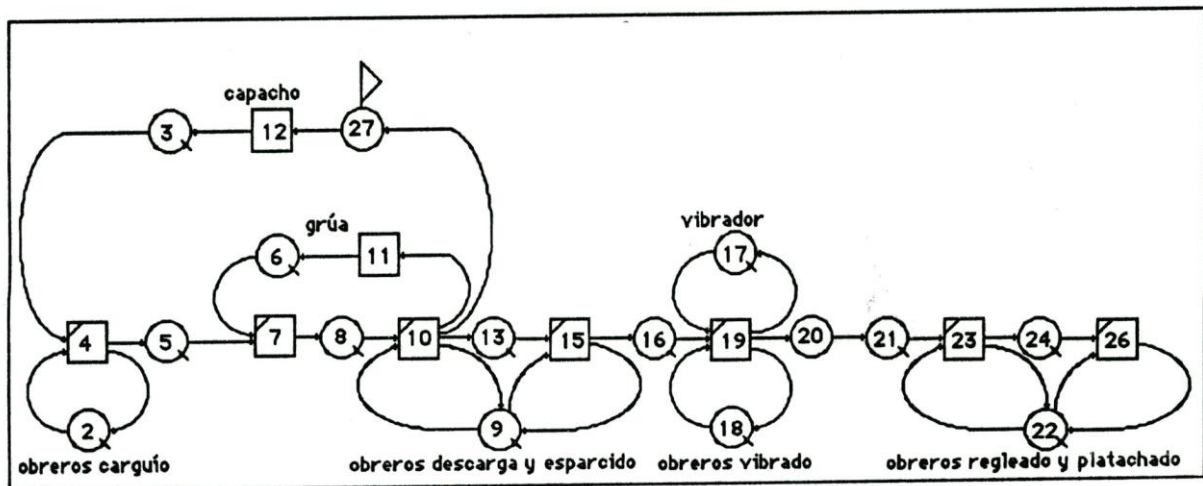 capacho
3 12 27
grúa
6 11
vibrador
17
4 5 7 8 10 13 15 16 19 20 21 23 24 26
2 9 18 22
obreros carguío obreros descarga y esparcido obreros vibrado obreros regleado y platachado